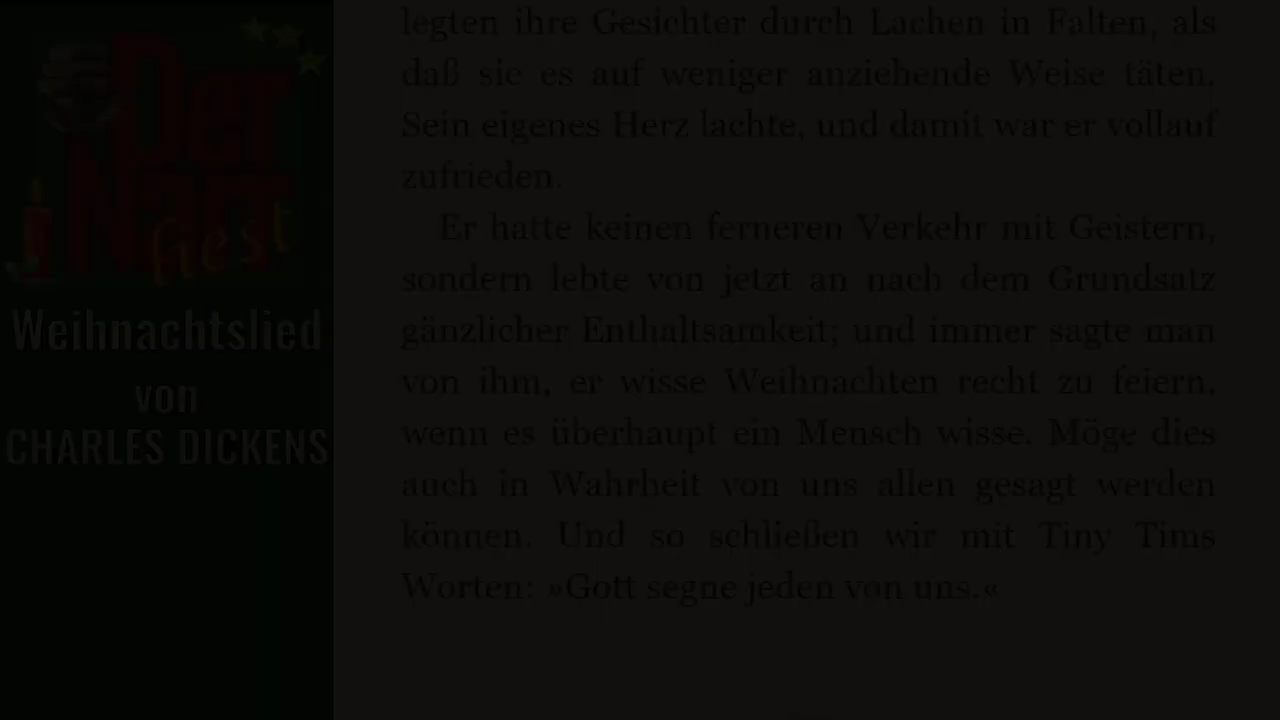 Der
Narr
liest
Weihnachtslied
von
CHARLES DICKENS
legten ihre Gesichter durch Lachen in Falten, als
daß sie es auf weniger anziehende Weise täten.
Sein eigenes Herz lachte, und damit war er vollauf
zufrieden.
Er hatte keinen ferneren Verkehr mit Geistern,
sondern lebte von jetzt an nach dem Grundsatz
gänzlicher Enthaltsamkeit; und immer sagte man
von ihm, er wisse Weihnachten recht zu feiern,
wenn es überhaupt ein Mensch wisse. Möge dies
auch in Wahrheit von uns allen gesagt werden
können. Und so schließen wir mit Tiny Tims
Worten: »Gott segne jeden von uns.«